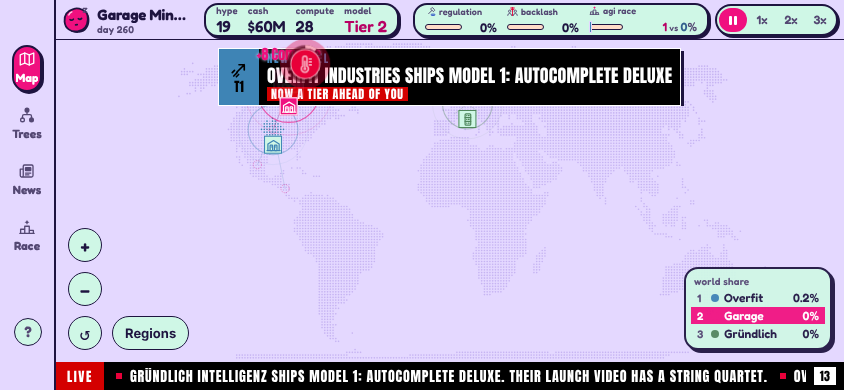 Garage Min...
day 260
hype
19
cash
$60M
compute
28
model
Tier 2
regulation
0%
backlash
0%
agi race
1 vs 0%
1x
2x
3x
Map
Trees
News
Race
?
T1
INDUSTRIES SHIPS MODEL 1: AUTOCOMPLETE DELUXE
NOW A TIER AHEAD OF YOU
+
–
Regions
world share
1 Overfit 0.2%
2 Garage 0%
3 Gründlich 0%
LIVE
GRÜNDLICH INTELLIGENZ SHIPS MODEL 1: AUTOCOMPLETE DELUXE. THEIR LAUNCH VIDEO HAS A STRING QUARTET.
13